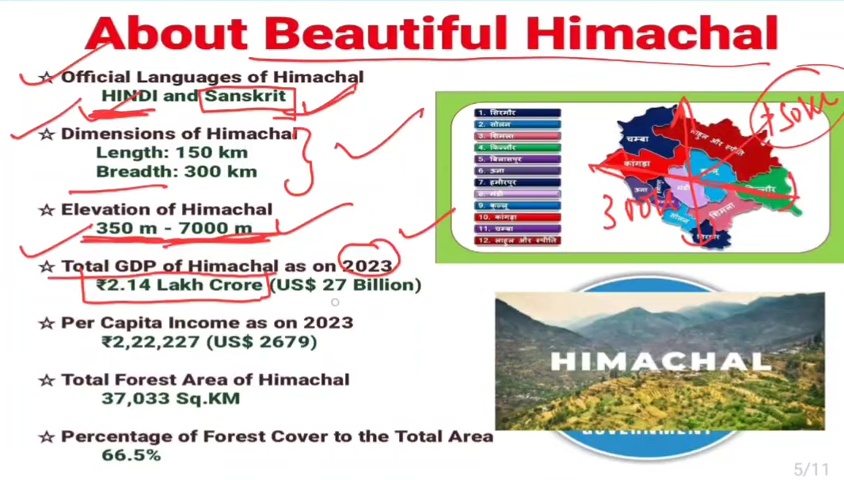 About Beautiful Himachal
☆ Official Languages of Himachal
HINDI and Sanskrit
☆ Dimensions of Himachal
Length: 150 km
Breadth: 300 km
☆ Elevation of Himachal
350 m - 7000 m
☆ Total GDP of Himachal as on 2023
₹2.14 Lakh Crore (US$ 27 Billion)
☆ Per Capita Income as on 2023
₹2,22,227 (US$ 2679)
☆ Total Forest Area of Himachal
37,033 Sq.KM
☆ Percentage of Forest Cover to the Total Area
66.5%
1. सिरमौर
2. सोलन
3. शिमला
4. किन्नौर
5. बिलासपुर
6. ऊना
7. हमीरपुर
8. मंडी
9. कुल्लू
10. कांगड़ा
11. चम्बा
12. लाहुल और स्पीति
चम्बा
लाहुल और स्पीति
कांगड़ा
ऊना
मंडी
किन्नौर
शिमला
सोलन
HIMACHAL
GOVERNMENT
5/11